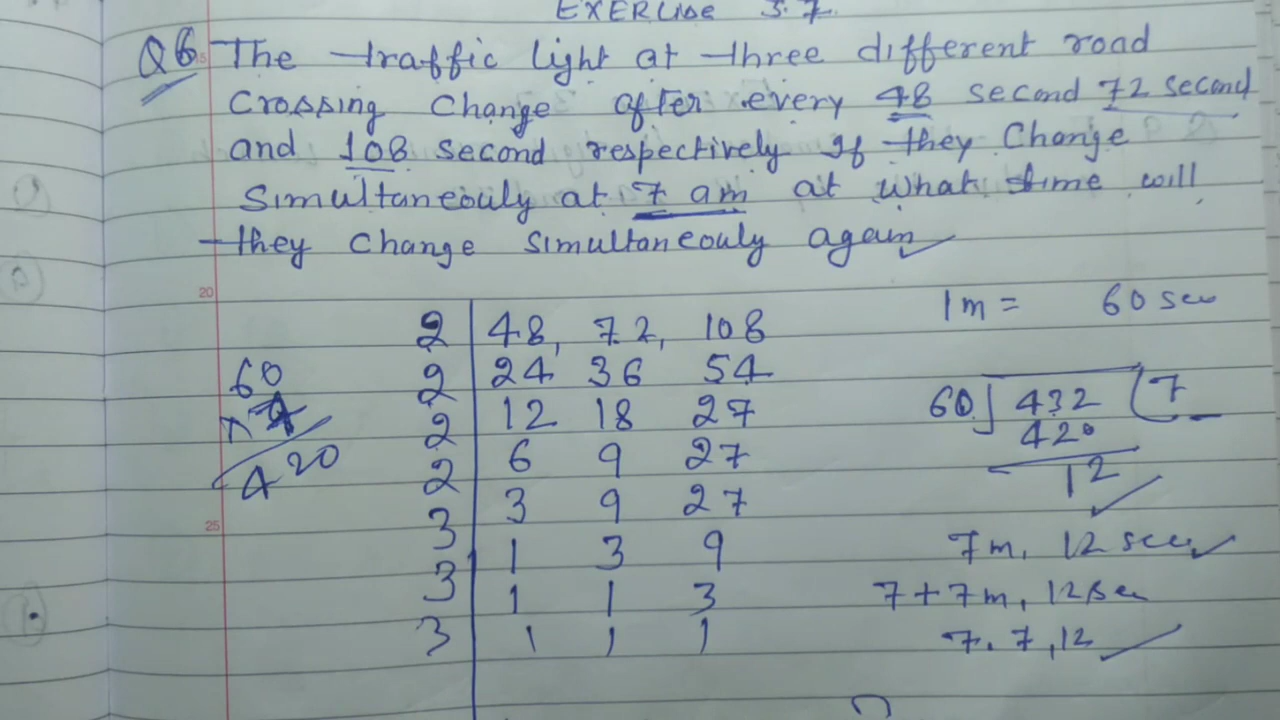 EXERCISE 3.7
Q6 The traffic light at three different road
Crossing Change after every 48 second 72 second
and 108 second respectively If they Change
Simultaneouly at 7 am at what time will
they change simultaneouly again
20
1m = 60 sec
2 | 48, 72, 108
2 | 24 36 54
2 | 12 18 27
2 | 6 9 27
3 | 3 9 27
3 | 1 3 9
3 | 1 1 3
1 1 1
60
×7
420
25
60) 432 (7
420
12
7m, 12 sec
7+7m, 12 sec
7. 7, 12